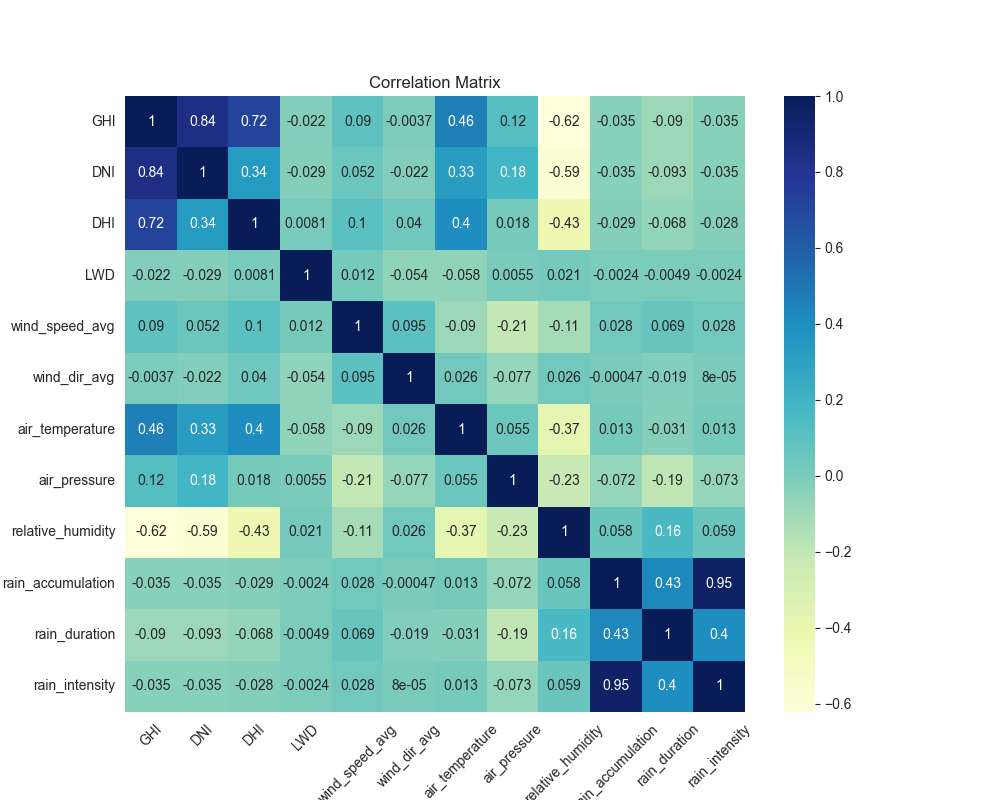 Correlation Matrix
GHI 1 0.84 0.72 -0.022 0.09 -0.0037 0.46 0.12 -0.62 -0.035 -0.09 -0.035
DNI 0.84 1 0.34 -0.029 0.052 -0.022 0.33 0.18 -0.59 -0.035 -0.093 -0.035
DHI 0.72 0.34 1 0.0081 0.1 0.04 0.4 0.018 -0.43 -0.029 -0.068 -0.028
LWD -0.022 -0.029 0.0081 1 0.012 -0.054 -0.058 0.0055 0.021 -0.0024 -0.0049 -0.0024
wind_speed_avg 0.09 0.052 0.1 0.012 1 0.095 -0.09 -0.21 -0.11 0.028 0.069 0.028
wind_dir_avg -0.0037 -0.022 0.04 -0.054 0.095 1 0.026 -0.077 0.026 -0.00047 -0.019 8e-05
air_temperature 0.46 0.33 0.4 -0.058 -0.09 0.026 1 0.055 -0.37 0.013 -0.031 0.013
air_pressure 0.12 0.18 0.018 0.0055 -0.21 -0.077 0.055 1 -0.23 -0.072 -0.19 -0.073
relative_humidity -0.62 -0.59 -0.43 0.021 -0.11 0.026 -0.37 -0.23 1 0.058 0.16 0.059
rain_accumulation -0.035 -0.035 -0.029 -0.0024 0.028 -0.00047 0.013 -0.072 0.058 1 0.43 0.95
rain_duration -0.09 -0.093 -0.068 -0.0049 0.069 -0.019 -0.031 -0.19 0.16 0.43 1 0.4
rain_intensity -0.035 -0.035 -0.028 -0.0024 0.028 8e-05 0.013 -0.073 0.059 0.95 0.4 1
GHI DNI DHI LWD wind_speed_avg wind_dir_avg air_temperature air_pressure relative_humidity in_accumulation rain_duration rain_intensity
1.0
0.8
0.6
0.4
0.2
0.0
−0.2
−0.4
−0.6